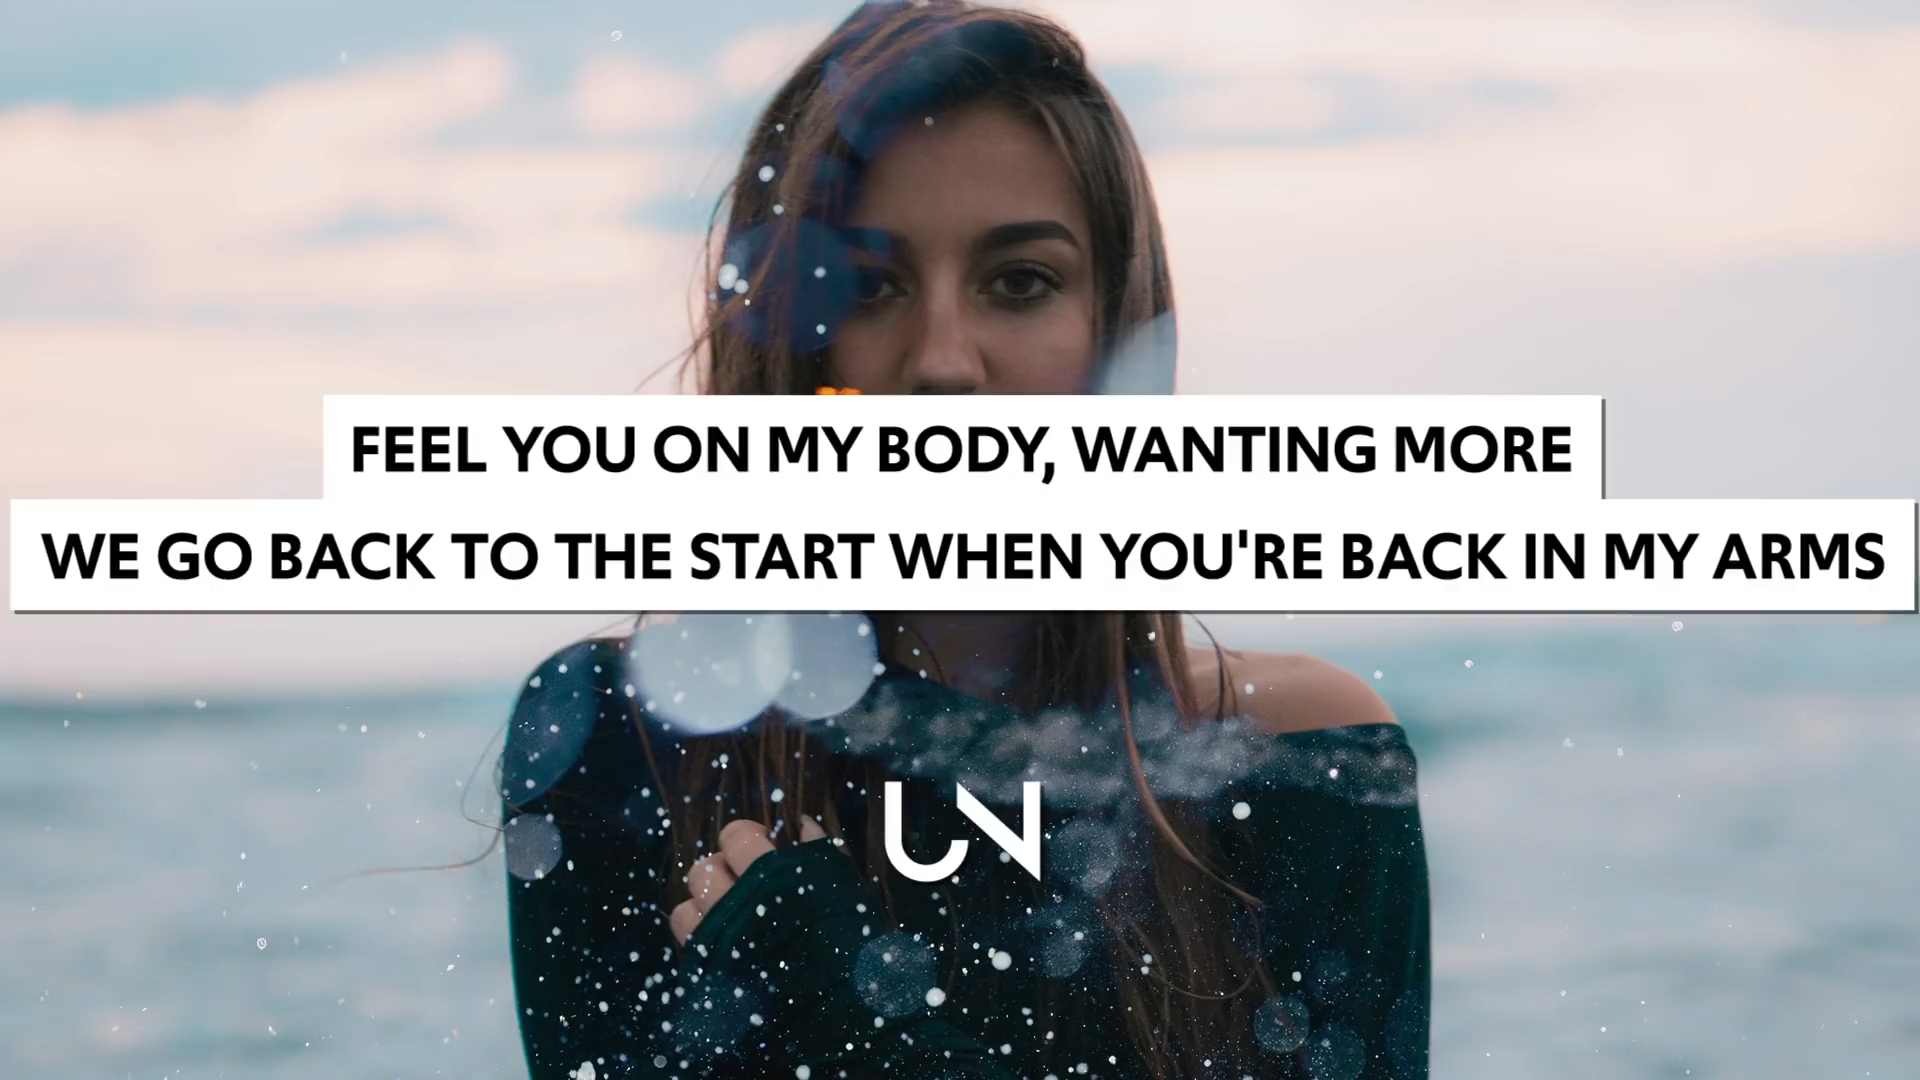 FEEL YOU ON MY BODY, WANTING MORE
WE GO BACK TO THE START WHEN YOU'RE BACK IN MY ARMS
UN